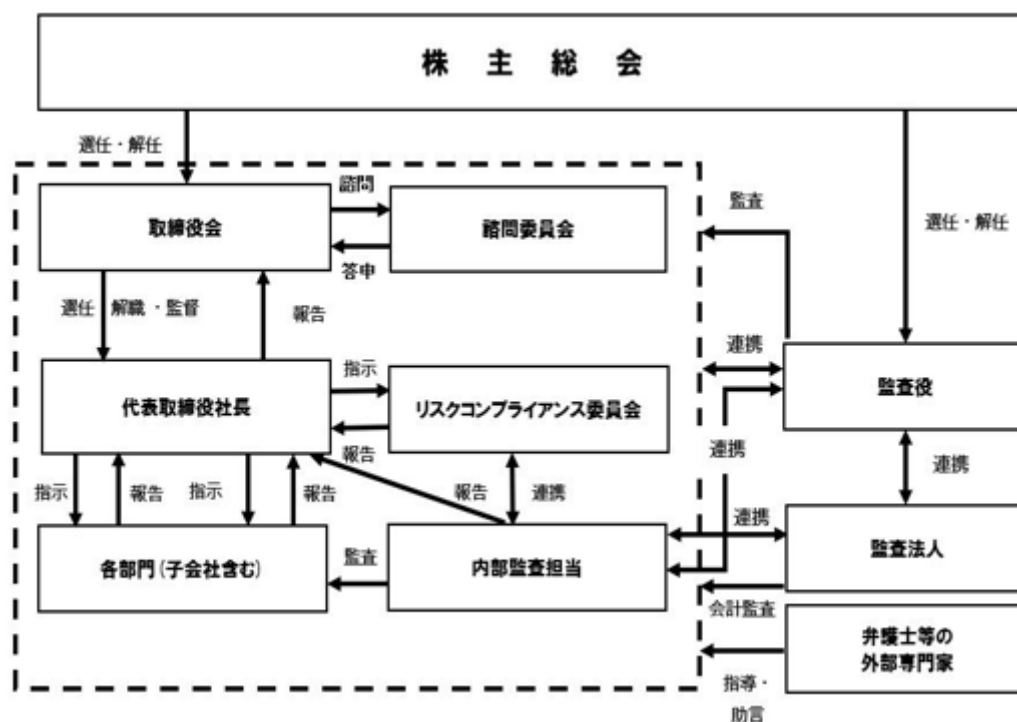 株主総会
選任・解任
取締役会
諮問
諮問委員会
答申
監査
選任・解任
選任
解職・監督
報告
代表取締役社長
指示
リスクコンプライアンス委員会
報告
連携
監査役
連携
連携
指示
報告
指示
報告
報告
連携
各部門(子会社含む)
監査
内部監査担当
連携
監査法人
会計監査
弁護士等の
外部専門家
指導・
助言